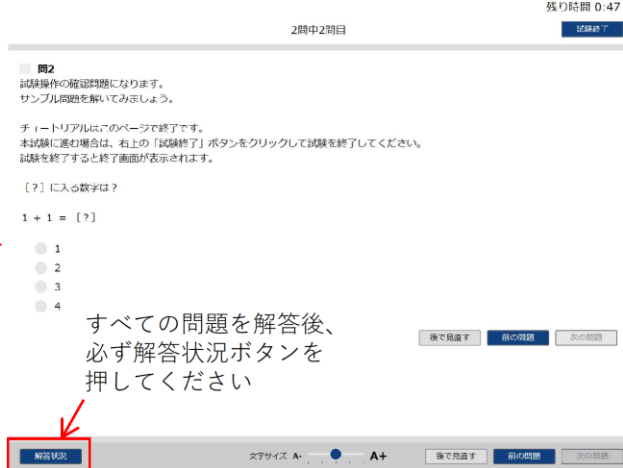 残り時間 0:47
2問中2問目
試験終了
問2
試験操作の確認問題になります。
サンプル問題を解いてみましょう。
チュートリアルはこのページで終了です。
本試験に進む場合は、右上の「試験終了」ボタンをクリックして試験を終了してください。
試験を終了すると終了画面が表示されます。
[?] に入る数字は?
1 + 1 = [?]
1
2
3
4
すべての問題を解答後、
必ず解答状況ボタンを
押してください
後で見直す 前の問題 次の問題
解答状況 文字サイズ A- A+ 後で見直す 前の問題 次の問題